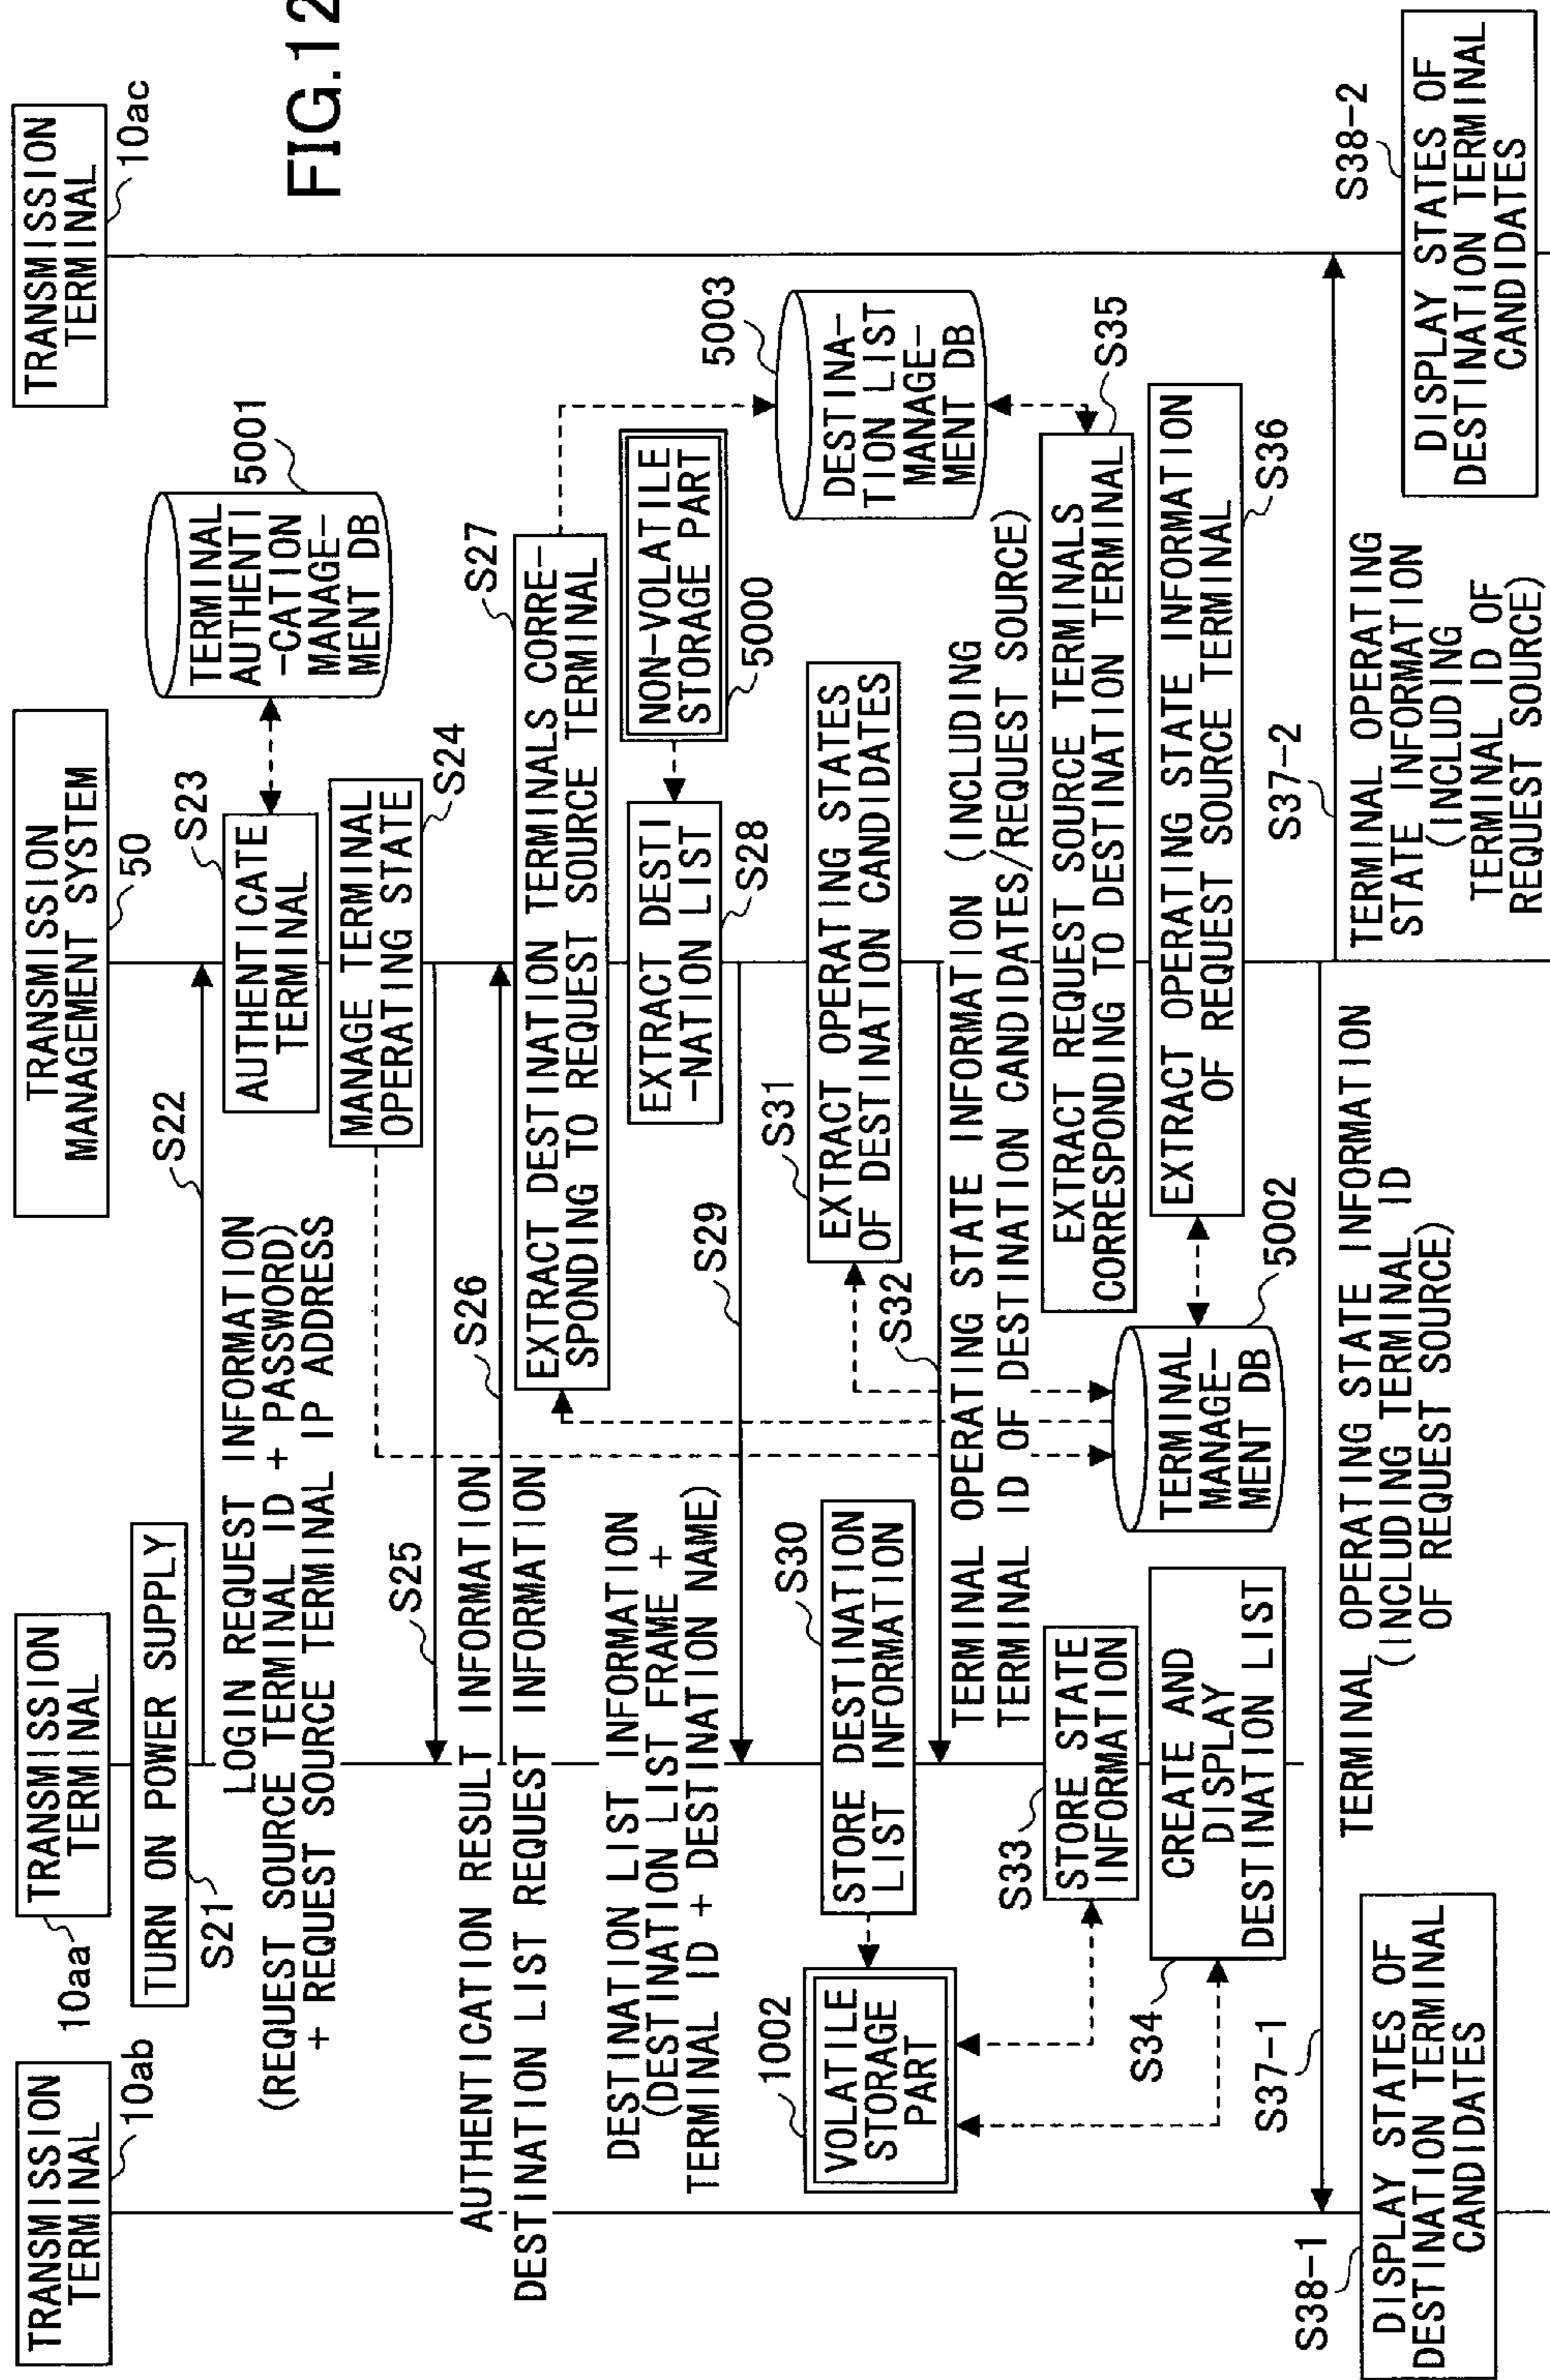 FIG.12
TRANSMISSION
TERMINAL
10ab
TRANSMISSION
TERMINAL
10aa
TRANSMISSION
MANAGEMENT SYSTEM
50
TRANSMISSION
TERMINAL
10ac
TURN ON POWER SUPPLY
S21
S22
LOGIN REQUEST INFORMATION
(REQUEST SOURCE TERMINAL ID + PASSWORD)
+ REQUEST SOURCE TERMINAL IP ADDRESS
S23
AUTHENTICATE
TERMINAL
TERMINAL
AUTHENTI
-CATION
MANAGE-
MENT DB
5001
MANAGE TERMINAL
OPERATING STATE
S24
S25
AUTHENTICATION RESULT INFORMATION
S26
DESTINATION LIST REQUEST INFORMATION
S27
EXTRACT DESTINATION TERMINALS CORRE-
SPONDING TO REQUEST SOURCE TERMINAL
NON-VOLATILE
STORAGE PART
5000
EXTRACT DESTI
-NATION LIST
S28
5003
DESTINA-
TION LIST
MANAGE-
MENT DB
DESTINATION LIST INFORMATION
(DESTINATION LIST FRAME +
TERMINAL ID + DESTINATION NAME)
S29
S30
STORE DESTINATION
LIST INFORMATION
1002
VOLATILE
STORAGE
PART
S31
EXTRACT OPERATING STATES
OF DESTINATION CANDIDATES
S32
TERMINAL OPERATING STATE INFORMATION (INCLUDING
TERMINAL ID OF DESTINATION CANDIDATES/REQUEST SOURCE)
S33
STORE STATE
INFORMATION
S34
CREATE AND
DISPLAY
DESTINATION LIST
TERMINAL
MANAGE-
MENT DB
5002
EXTRACT REQUEST SOURCE TERMINALS
CORRESPONDING TO DESTINATION TERMINAL
S35
EXTRACT OPERATING STATE INFORMATION
OF REQUEST SOURCE TERMINAL
S36
S37-1
TERMINAL OPERATING STATE INFORMATION
(INCLUDING TERMINAL ID
OF REQUEST SOURCE)
S37-2
TERMINAL OPERATING
STATE INFORMATION
(INCLUDING
TERMINAL ID OF
REQUEST SOURCE)
S38-1
DISPLAY STATES OF
DESTINATION TERMINAL
CANDIDATES
S38-2
DISPLAY STATES OF
DESTINATION TERMINAL
CANDIDATES